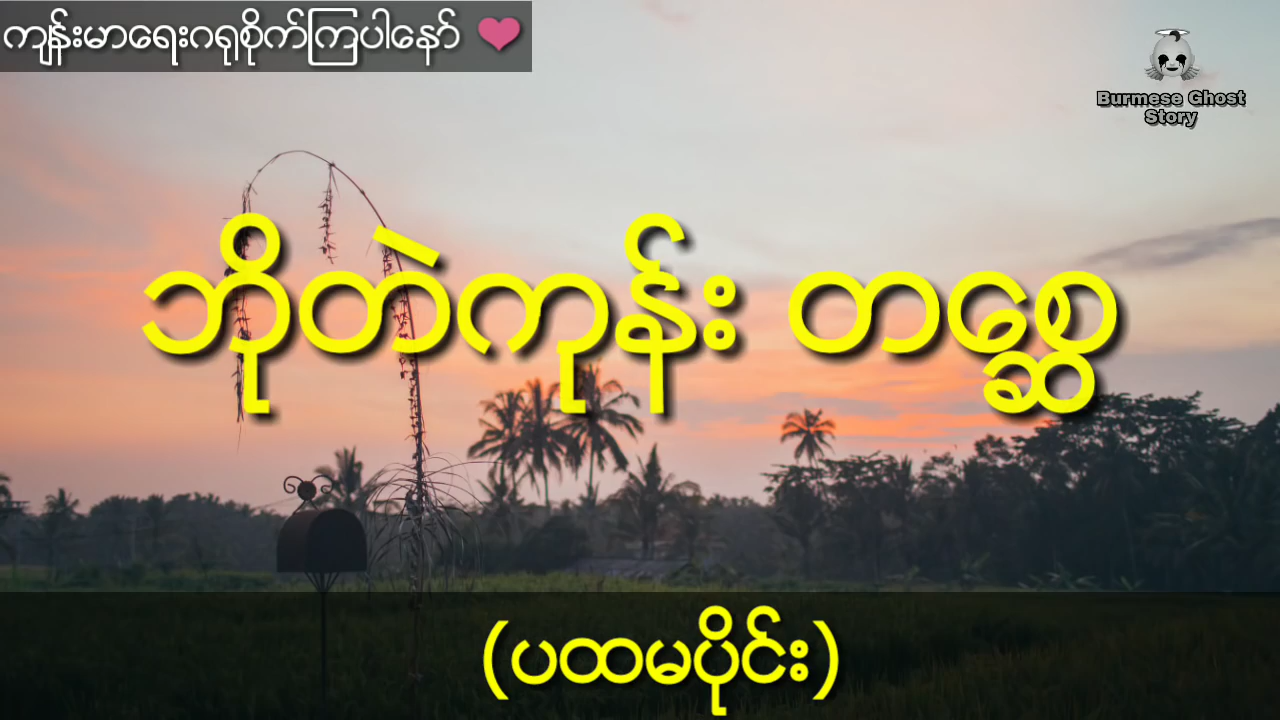 ကျန်းမာရေးဂရုစိုက်ကြပါနော် ❤
Burmese Ghost
Story
ဘိုတဲကုန်း တစ္ဆေ
(ပထမပိုင်း)